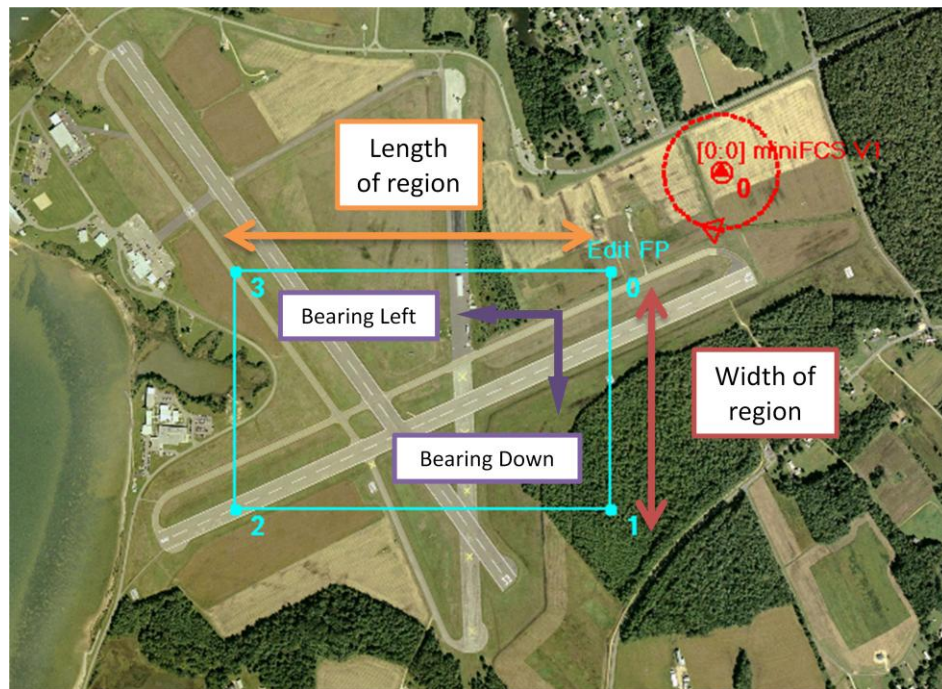 Length
of region
[0:0] miniFCS V1
0
Edit FP
3
0
Bearing Left
Width of
region
Bearing Down
2
1